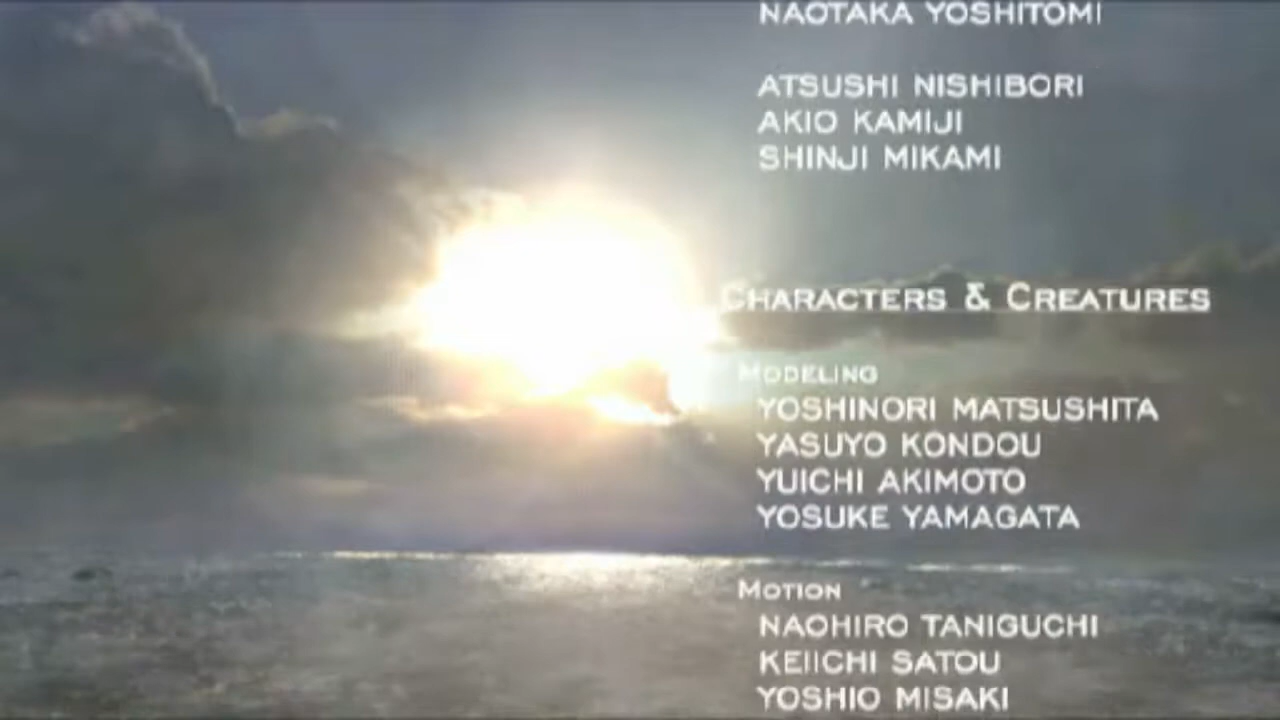 NAOTAKA YOSHITOMI
ATSUSHI NISHIBORI
AKIO KAMIJI
SHINJI MIKAMI
CHARACTERS & CREATURES
MODELING
YOSHINORI MATSUSHITA
YASUYO KONDOU
YUICHI AKIMOTO
YOSUKE YAMAGATA
MOTION
NAOHIRO TANIGUCHI
KEIICHI SATOU
YOSHIO MISAKI